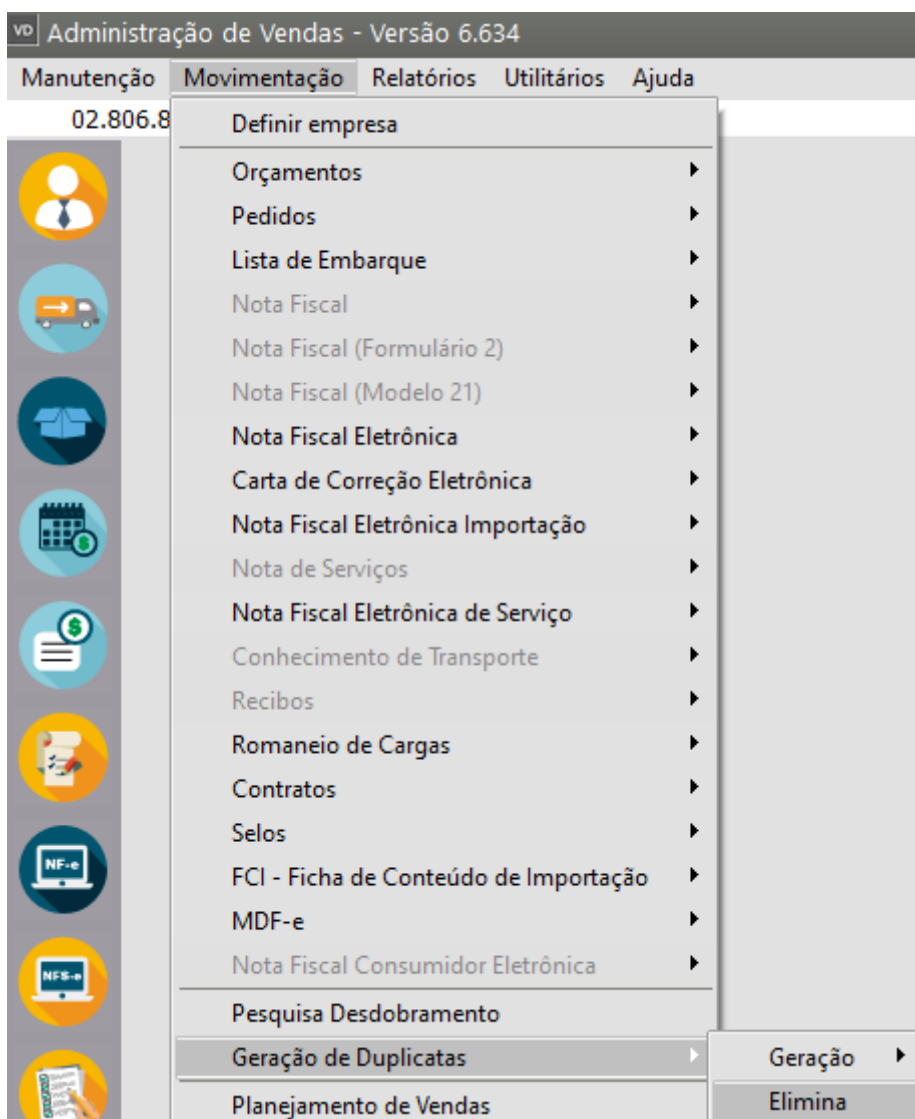 VD Administração de Vendas - Versão 6.634
Manutenção Movimentação Relatórios Utilitários Ajuda
02.806.8
Definir empresa
Orçamentos
Pedidos
Lista de Embarque
Nota Fiscal
Nota Fiscal (Formulário 2)
Nota Fiscal (Modelo 21)
Nota Fiscal Eletrônica
Carta de Correção Eletrônica
Nota Fiscal Eletrônica Importação
Nota de Serviços
Nota Fiscal Eletrônica de Serviço
Conhecimento de Transporte
Recibos
Romaneio de Cargas
Contratos
Selos
FCI - Ficha de Conteúdo de Importação
NF-e
MDF-e
Nota Fiscal Consumidor Eletrônica
NFS-e
Pesquisa Desdobramento
Geração de Duplicatas Geração
Planejamento de Vendas Elimina